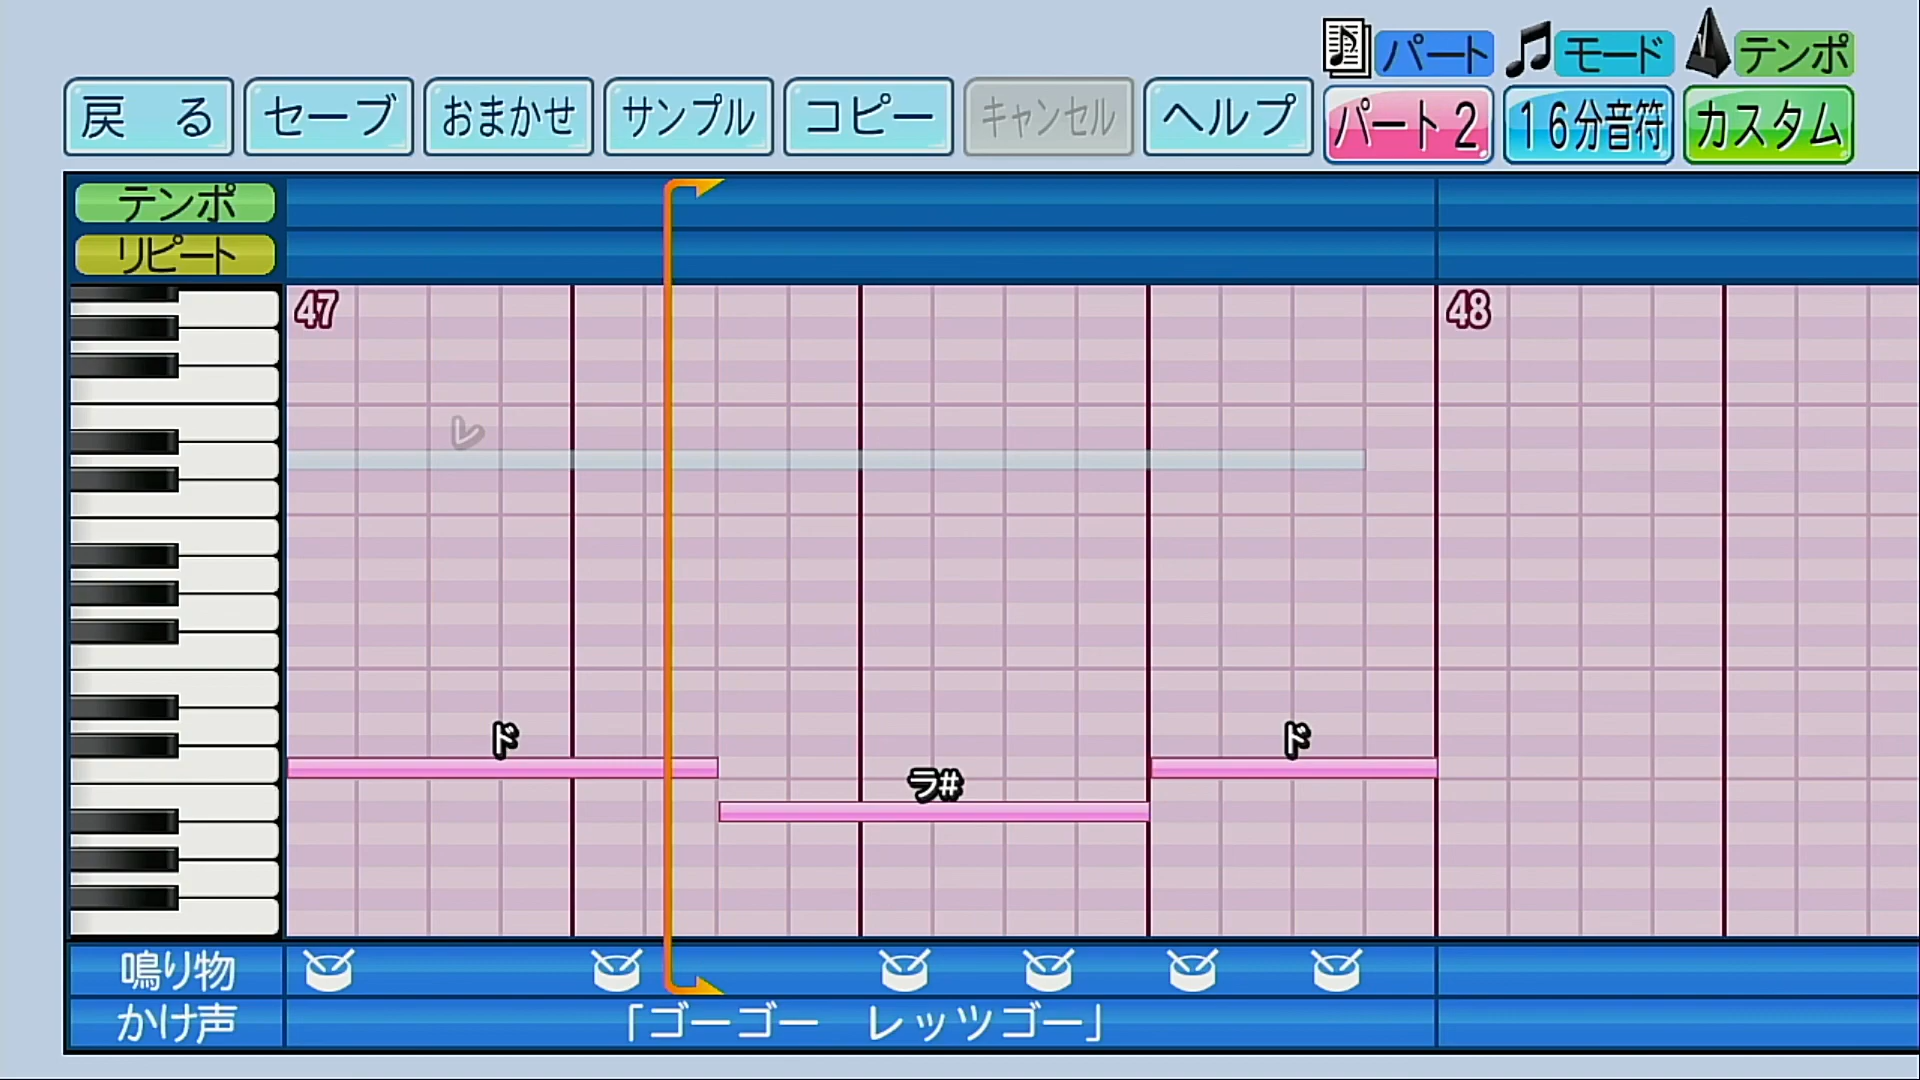 パート モード テンポ
戻る セーブ おまかせ サンプル コピー キャンセル ヘルプ パート2 16分音符 カスタム
テンポ
リピート
47 48
レ
ド ド
ラ#
鳴り物
かけ声 「ゴーゴー レッツゴー」